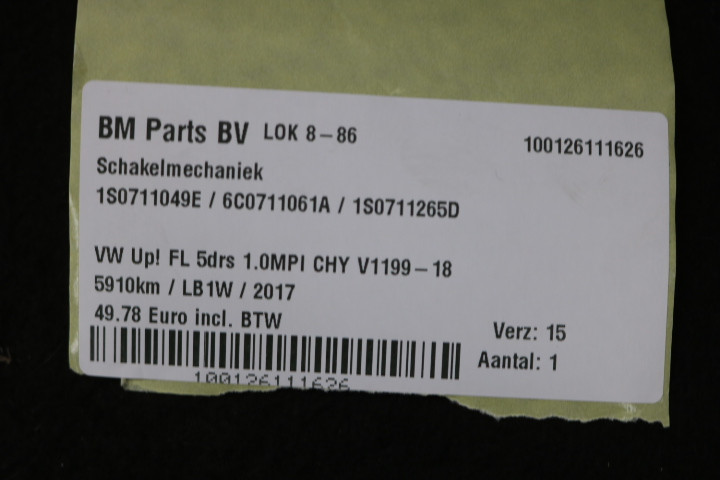 BM Parts BV LOK 8-86 100126111626
Schakelmechaniek
1S0711049E / 6C0711061A / 1S0711265D
VW Up! FL 5drs 1.0MPI CHY V1199-18
5910km / LB1W / 2017
49.78 Euro incl. BTW
Verz: 15
Aantal: 1
100126111626